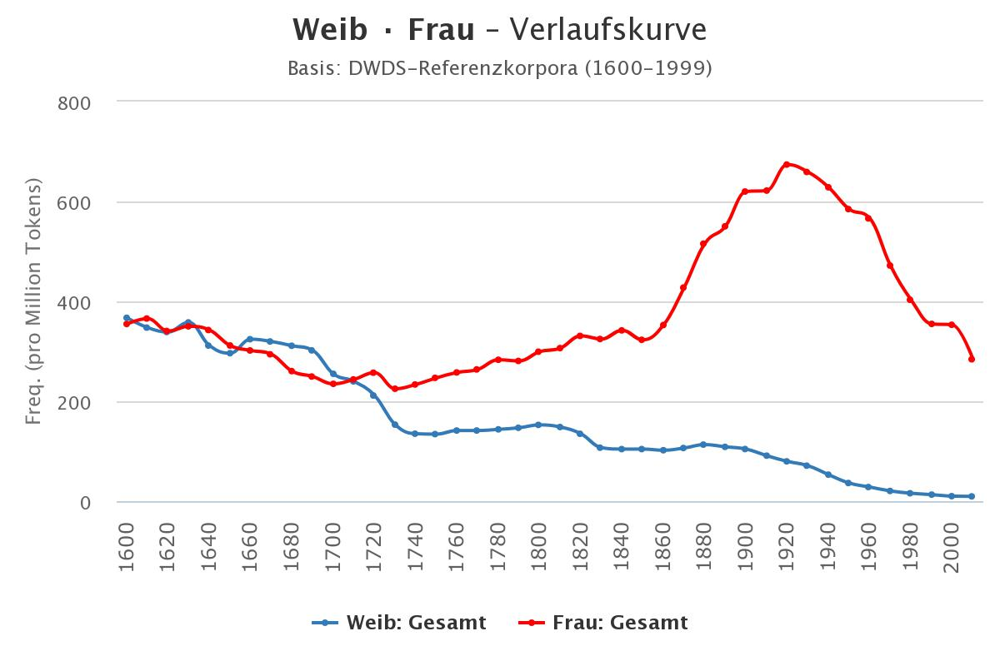 Weib · Frau – Verlaufskurve
Basis: DWDS-Referenzkorpora (1600-1999)
Freq. (pro Million Tokens)
800
600
400
200
0
1600 1620 1640 1660 1680 1700 1720 1740 1760 1780 1800 1820 1840 1860 1880 1900 1920 1940 1960 1980 2000
Weib: Gesamt Frau: Gesamt